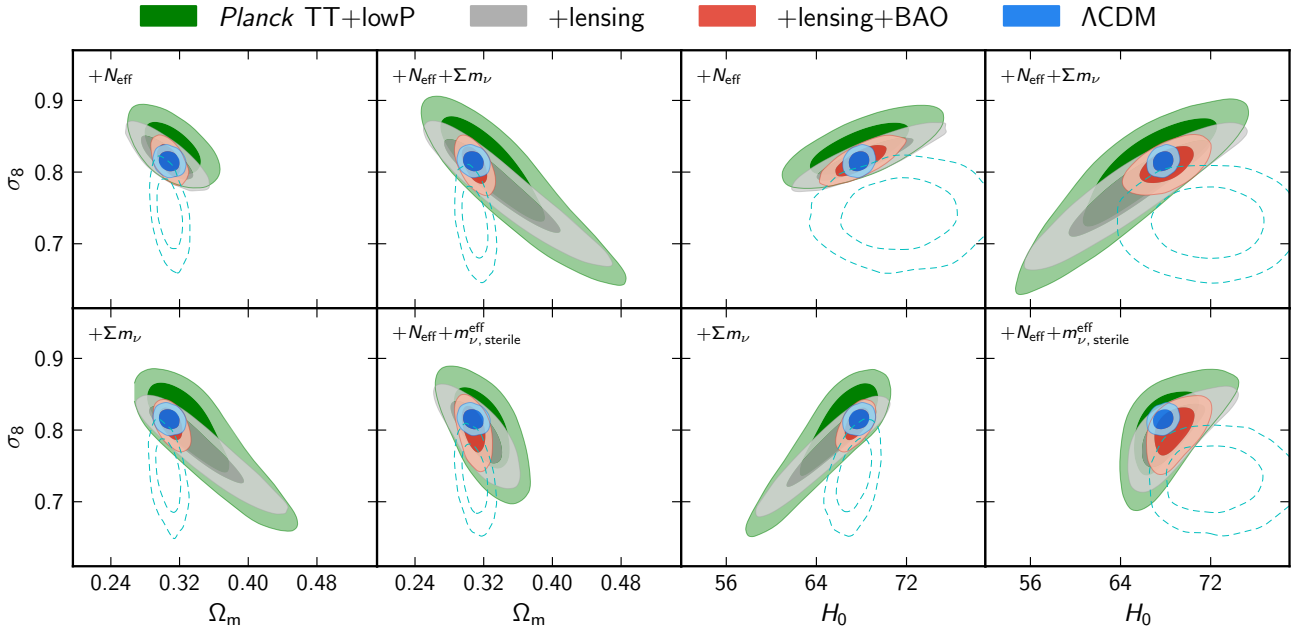 Planck TT+lowP +lensing +lensing+BAO ΛCDM
+N_eff +N_eff+Σm_ν +N_eff +N_eff+Σm_ν
0.9
0.8
0.7
σ_8
+Σm_ν +N_eff+m^eff_ν, sterile +Σm_ν +N_eff+m^eff_ν, sterile
0.9
0.8
0.7
σ_8
0.24 0.32 0.40 0.48 0.24 0.32 0.40 0.48 56 64 72 56 64 72
Ω_m Ω_m H_0 H_0